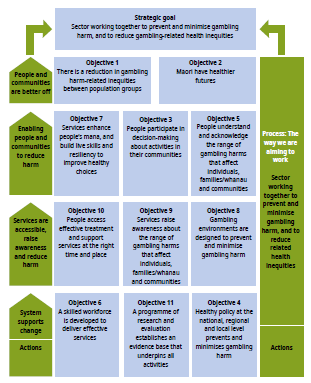 Strategic goal
Sector working together to prevent and minimise gambling
harm, and to reduce gambling-related health inequities
People and
communities
are better off
Objective 1
There is a reduction in gambling
harm-related inequities
between population groups
Objective 2
Maori have healthier
futures
Enabling
people and
communities
to reduce
harm
Objective 7
Services enhance
people's mana, and
build live skills and
resiliency to
improve healthy
choices
Objective 3
People participate in
decision-making
about activities in
their communities
Objective 5
People understand
and acknowledge
the range of
gambling harms
that affect
individuals,
families/whānau
and communities
Services are
accessible,
raise
awareness
and reduce
harm
Objective 10
People access
effective treatment
and support
services at the right
time and place
Objective 9
Services raise
awareness about
the range of
gambling harms
that affect
individuals,
families/whānau
and communities
Objective 8
Gambling
environments are
designed to prevent
and minimise
gambling harm
System
supports
change
Actions
Objective 6
A skilled workforce
is developed to
deliver effective
services
Objective 11
A programme of
research and
evaluation
establishes an
evidence base that
underpins all
activities
Objective 4
Healthy policy at the
national, regional
and local level
prevents and
minimises gambling
harm
Process: The
way we are
aiming to
work
Sector
working
together to
prevent and
minimise
gambling
harm, and to
reduce
related
health
inequities
Actions